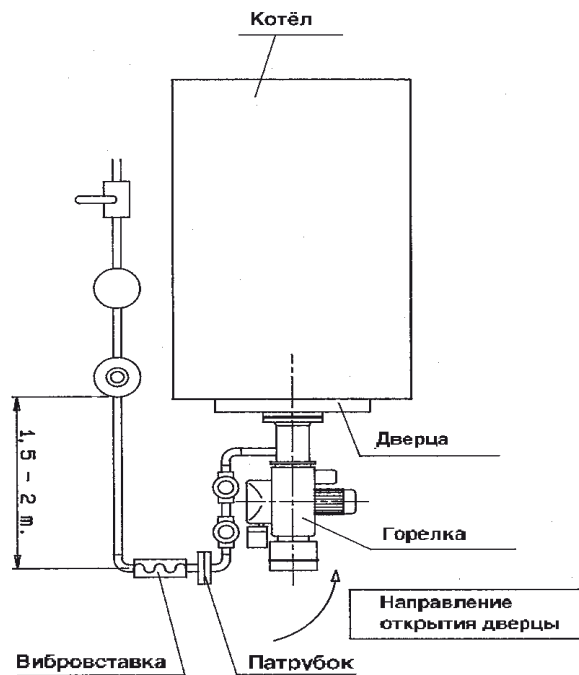 Котёл
Дверца
1,5 - 2 m.
Горелка
Направление
открытия дверцы
Вибровставка
Патрубок